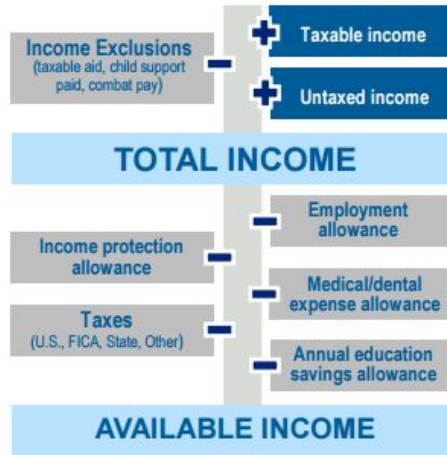 Income Exclusions
(taxable aid, child support
paid, combat pay)
Taxable income
Untaxed income
TOTAL INCOME
Employment
allowance
Income protection
allowance
Medical/dental
expense allowance
Taxes
(U.S., FICA, State, Other)
Annual education
savings allowance
AVAILABLE INCOME